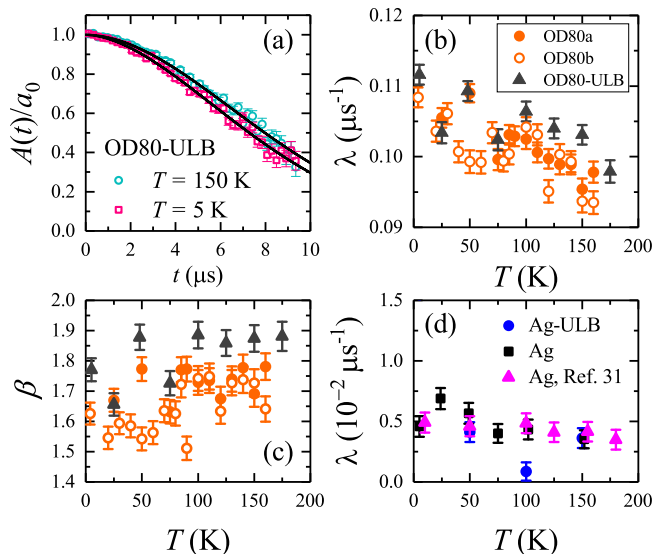 (a)
A(t)/a₀
1.0
0.8
0.6
0.4
0.2
0.0
OD80-ULB
T = 150 K
T = 5 K
0 2 4 6 8 10
t (μs)
(b)
OD80a
OD80b
OD80-ULB
λ (μs⁻¹)
0.12
0.11
0.10
0.09
0 50 100 150 200
T (K)
(c)
β
2.0
1.9
1.8
1.7
1.6
1.5
1.4
0 50 100 150 200
T (K)
(d)
Ag-ULB
Ag
Ag, Ref. 31
λ (10⁻² μs⁻¹)
1.5
1.0
0.5
0.0
0 50 100 150 200
T (K)